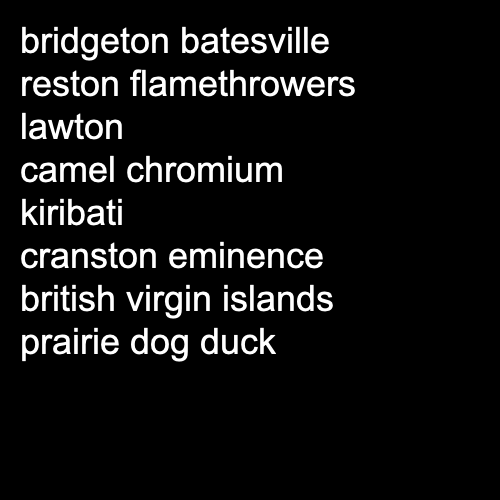 bridgeton batesville
reston flamethrowers
lawton
camel chromium
kiribati
cranston eminence
british virgin islands
prairie dog duck